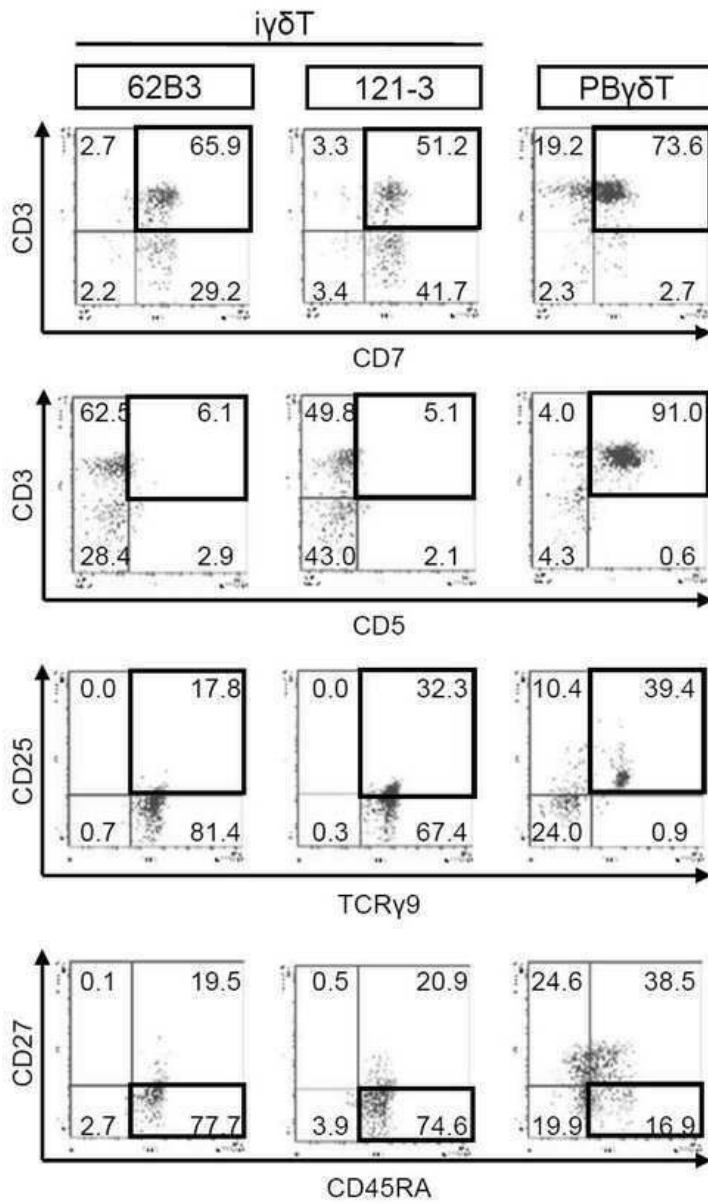 iγδT
62B3 121-3 PBγδT
2.7 65.9 3.3 51.2 19.2 73.6
CD3
2.2 29.2 3.4 41.7 2.3 2.7
CD7
62.5 6.1 49.8 5.1 4.0 91.0
CD3
28.4 2.9 43.0 2.1 4.3 0.6
CD5
0.0 17.8 0.0 32.3 10.4 39.4
CD25
0.7 81.4 0.3 67.4 24.0 0.9
TCRγ9
0.1 19.5 0.5 20.9 24.6 38.5
CD27
2.7 77.7 3.9 74.6 19.9 16.9
CD45RA